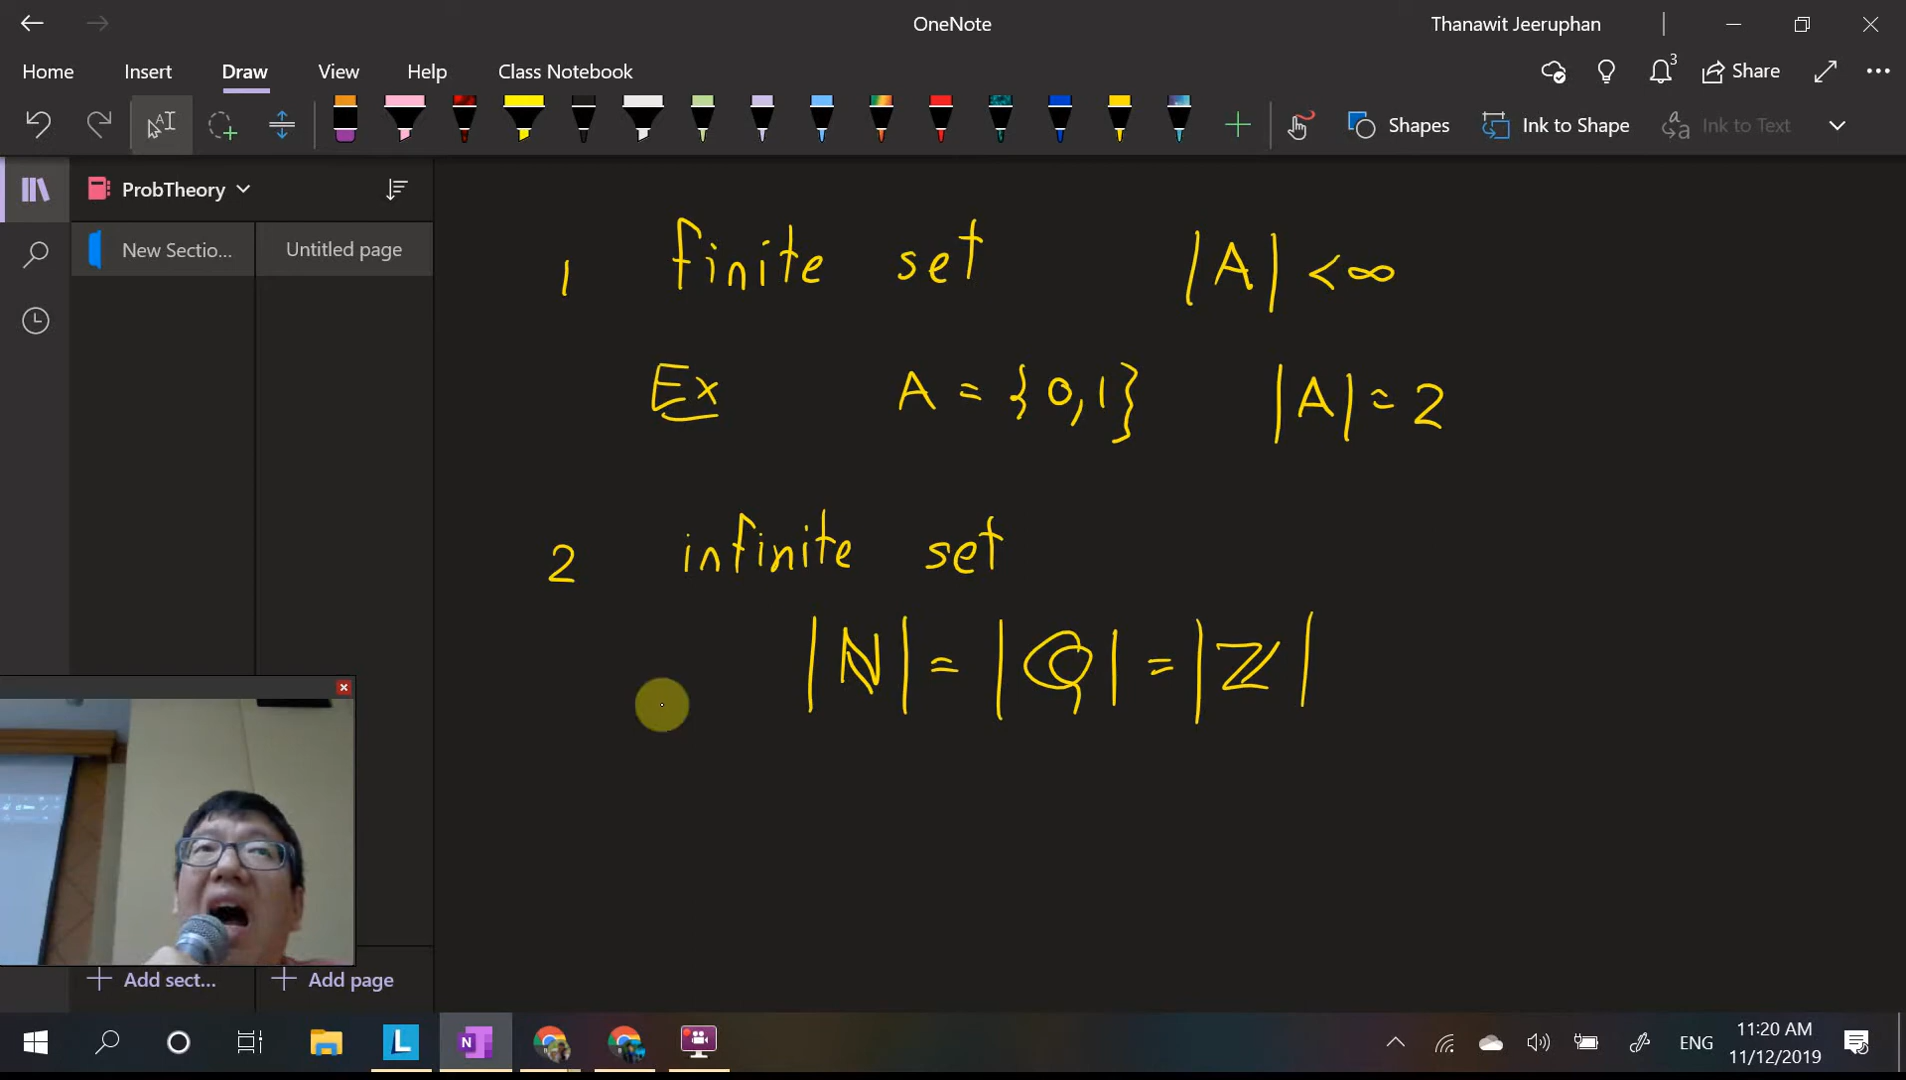 OneNote
Thanawit Jeeruphan
Home Insert Draw View Help Class Notebook
3
Share
Shapes
Ink to Shape
Ink to Text
ProbTheory
New Sectio...
Untitled page
1 finite set |A| < ∞
Ex A = {0,1} |A| = 2
2 infinite set
|ℕ| = |ℚ| = |ℤ|
Add sect...
Add page
L
N
ENG
11:20 AM
11/12/2019